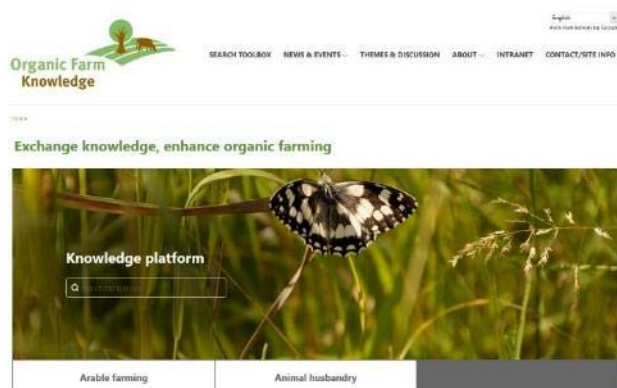 English
Organic Farm
Knowledge
SEARCH TOOLBOX NEWS & EVENTS THEMES & DISCUSSION ABOUT INTRANET CONTACT/SITE INFO
Home
Exchange knowledge, enhance organic farming
Knowledge platform
Arable farming Animal husbandry